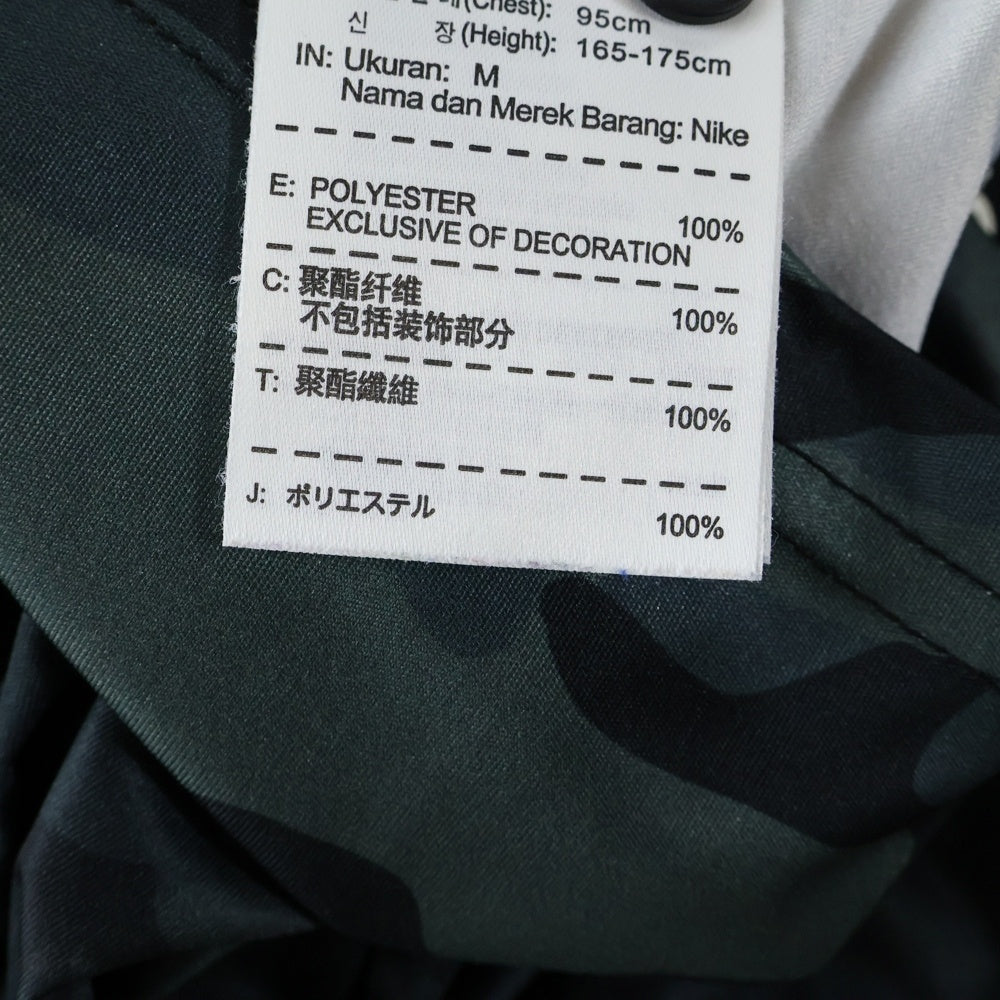 (Chest): 95cm
신 장 (Height): 165-175cm
IN: Ukuran: M
Nama dan Merek Barang: Nike
E: POLYESTER 100%
EXCLUSIVE OF DECORATION
C: 聚酯纤维 100%
不包括装饰部分
T: 聚酯纖維 100%
J: ポリエステル 100%